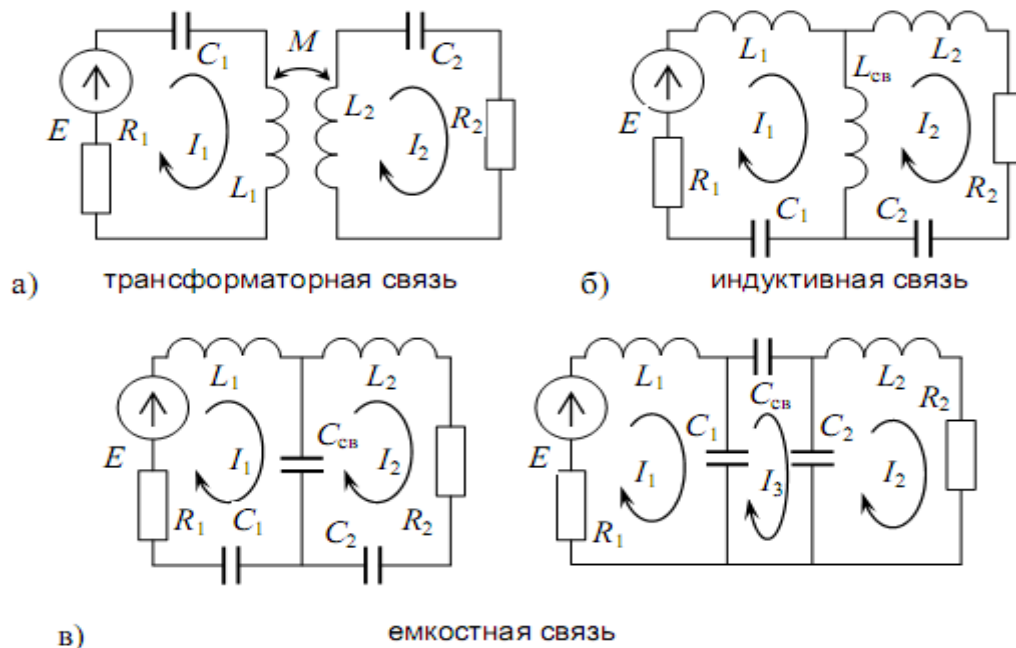 C1 M C2
E R1 I1 L1 L2 I2 R2
а) трансформаторная связь
L1 Lсв L2
E R1 I1 C1 C2 I2 R2
б) индуктивная связь
L1 L2
E R1 I1 C1 Cсв C2 I2 R2
L1 Cсв L2
E R1 I1 C1 I3 C2 I2 R2
в) емкостная связь